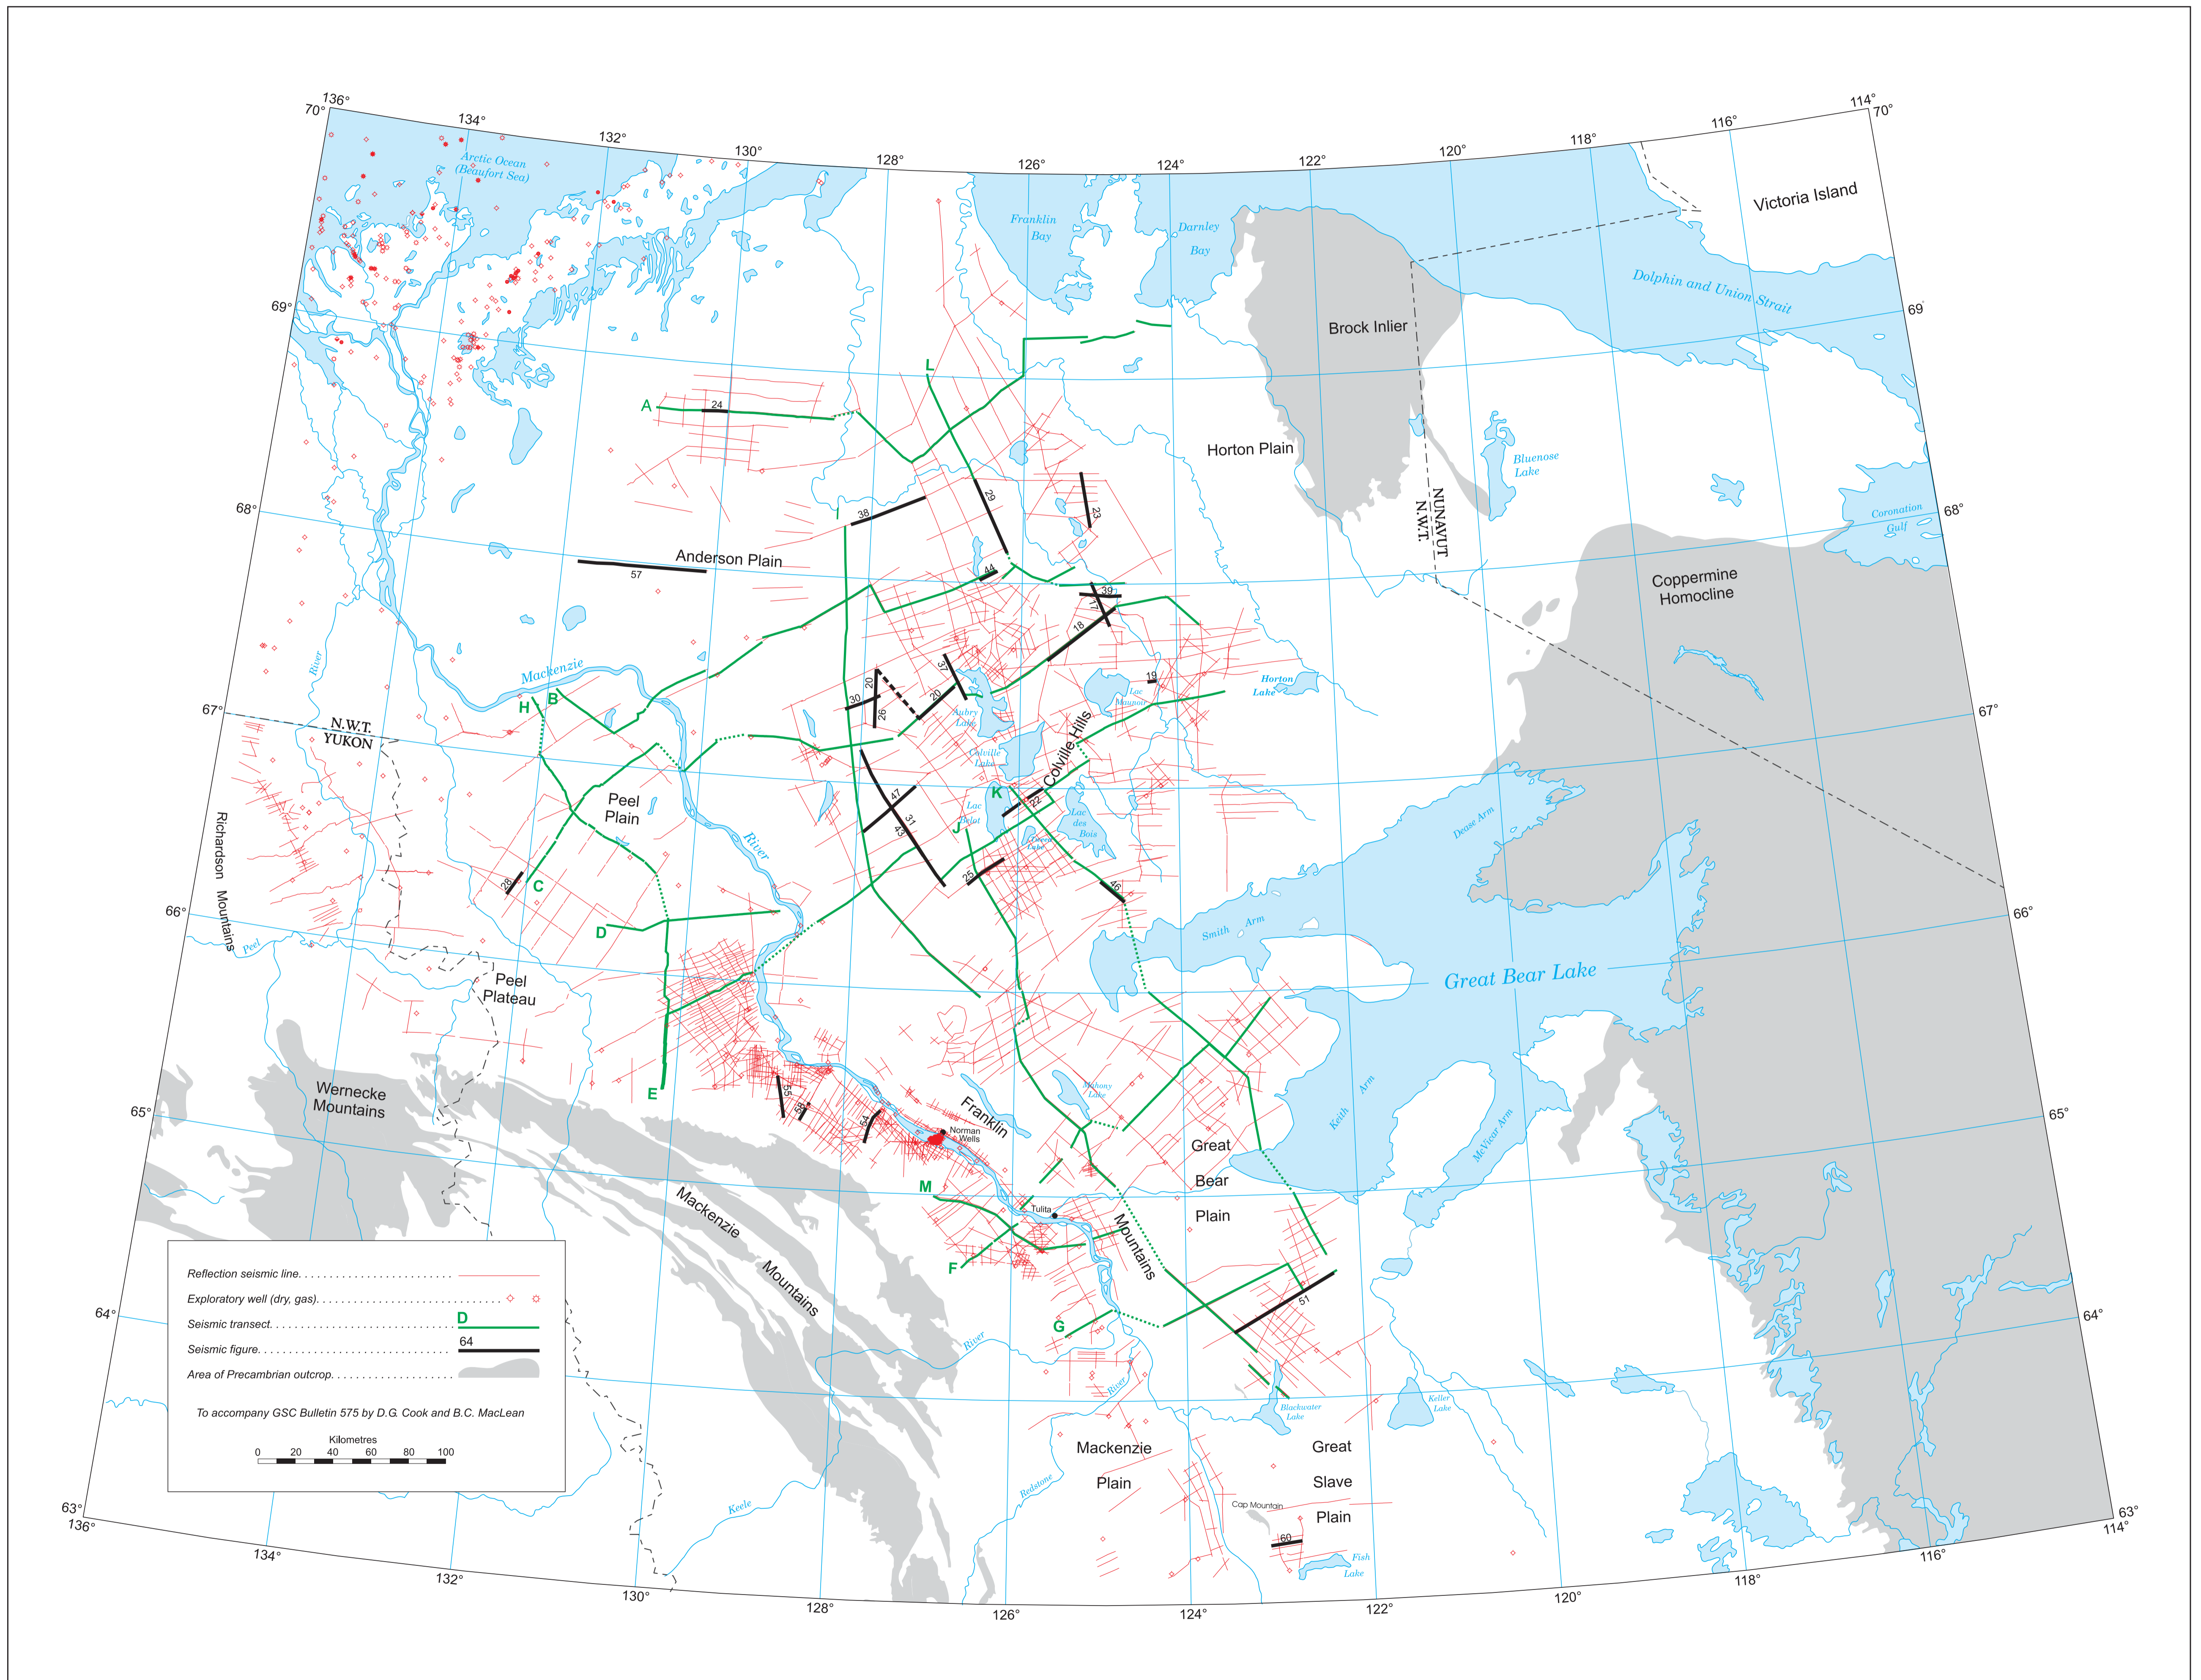 136°
70°
134°
132°
130°
128°
126°
124°
122°
120°
118°
116°
114°
70°
Arctic Ocean
(Beaufort Sea)
Franklin
Bay
Darnley
Bay
Victoria Island
Dolphin and Union Strait
Brock Inlier
69°
69°
L
A
24
Horton Plain
Bluenose
Lake
29
23
38
NUNAVUT
N.W.T.
Coronation
Gulf
68°
68°
Anderson Plain
57
44
39
17
18
Coppermine
Homocline
River
Mackenzie
37
19
Horton
Lake
Lac
Maunoir
H
B
30
20
26
20
Aubry
Lake
67°
67°
N.W.T.
YUKON
Colville
Lake
Colville Hills
Peel
Plain
K
22
Lac
Belot
Lac
des
Bois
J
47
31
43
River
Richardson Mountains
28
C
25
46
Dease Arm
66°
66°
Peel
D
Smith Arm
Great Bear Lake
Peel
Plateau
E
Wernecke
Mountains
55
58
54
Franklin
Mahony
Lake
Keith Arm
McVicar Arm
65°
65°
Norman
Wells
Great
Bear
Plain
M
Tulita
Mackenzie
Mountains
Mountains
F
G
51
River
River
64°
64°
Reflection seismic line
Exploratory well (dry, gas)
Seismic transect
D
Seismic figure
64
Area of Precambrian outcrop
To accompany GSC Bulletin 575 by D.G. Cook and B.C. MacLean
Kilometres
0 20 40 60 80 100
Blackwater
Lake
Keller
Lake
Mackenzie
Plain
Great
Slave
Plain
Redstone
Keele
Cap Mountain
60
Fish
Lake
63°
136°
134°
132°
130°
128°
126°
124°
122°
120°
118°
116°
63°
114°